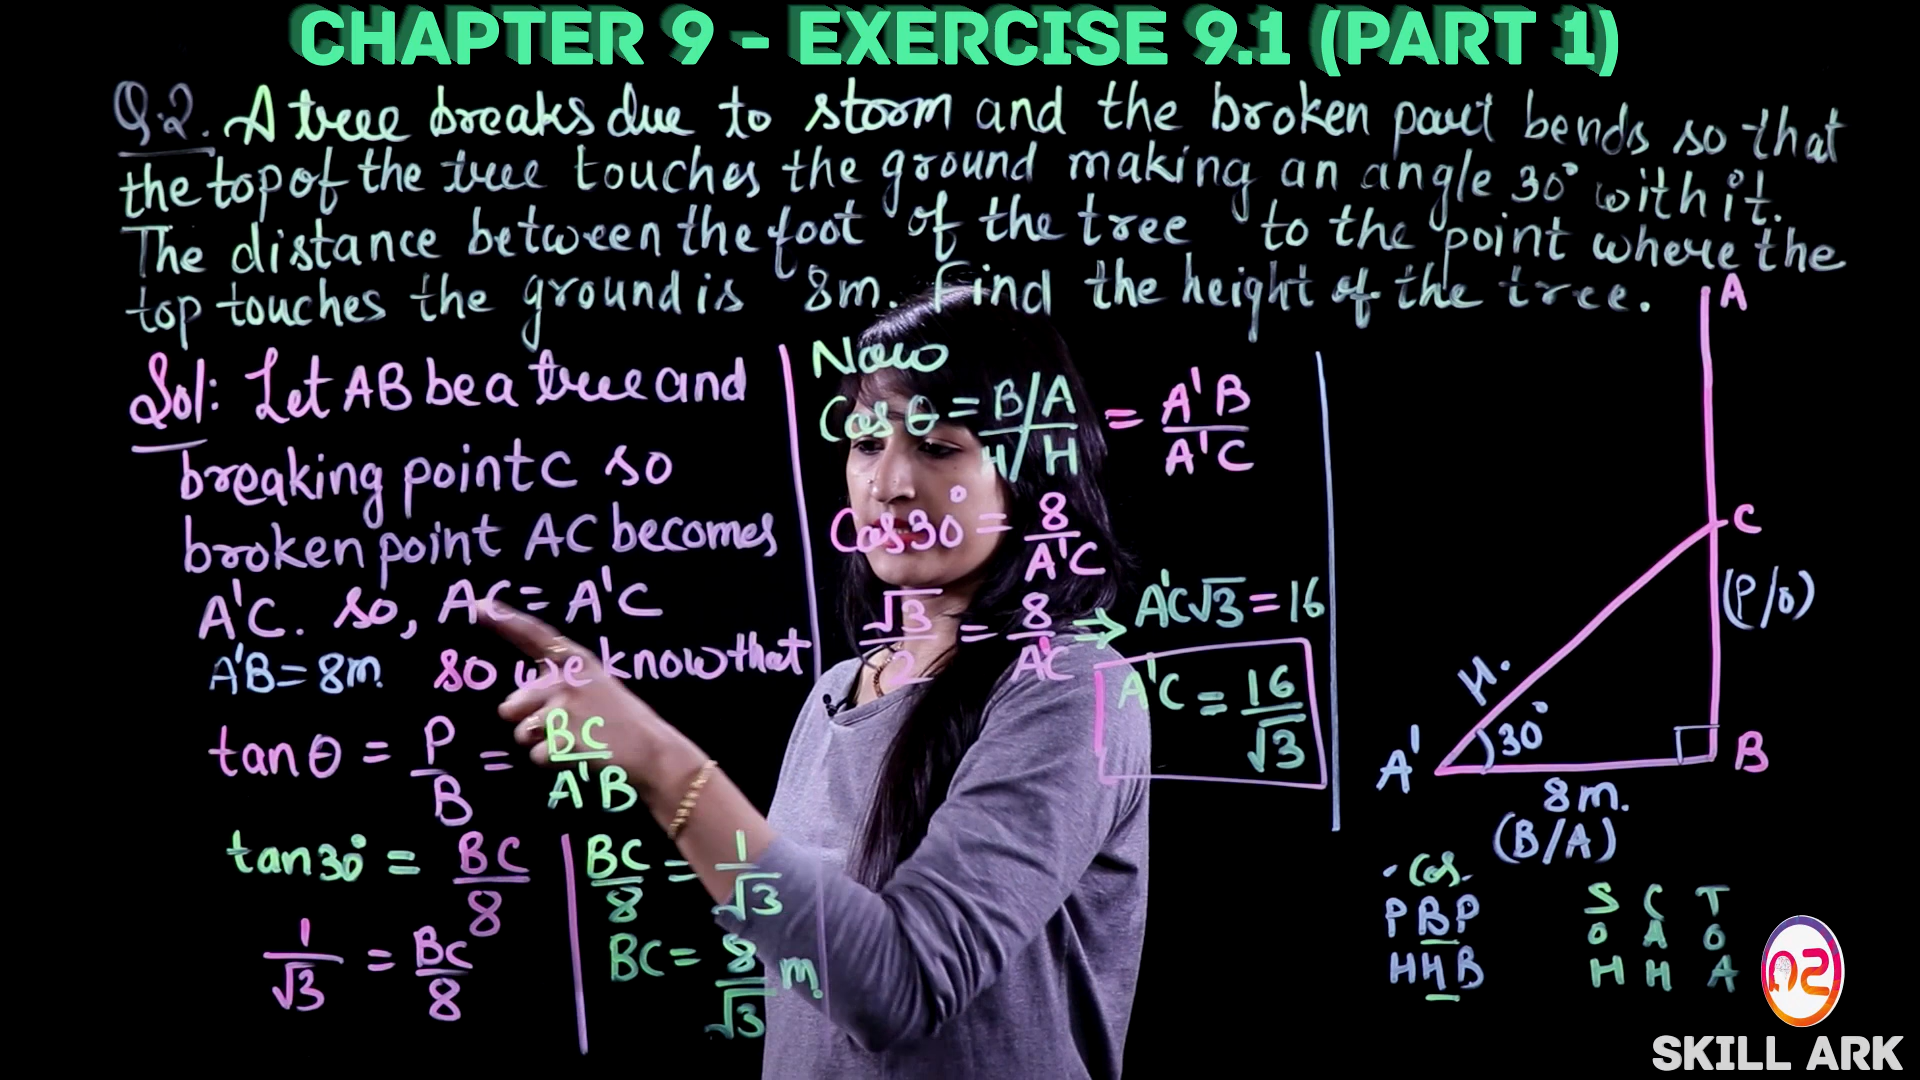 CHAPTER 9 - EXERCISE 9.1 (PART 1)
Q.2. A tree breaks due to storm and the broken part bends so that
the top of the tree touches the ground making an angle 30° with it.
The distance between the foot of the tree to the point where the
top touches the ground is 8m. Find the height of the tree.
Sol: Let AB be a tree and
breaking point C so
broken point AC becomes
A'C. so, AC = A'C
A'B = 8m so we know that
tan θ = P/B = BC/A'B
tan 30° = BC/8
1/√3 = BC/8
BC/8 = 1/√3
BC = 8/√3 m.
Now
Cos θ = B/H / A/H = A'B/A'C
Cos 30° = 8/A'C
√3/2 = 8/A'C ⇒ A'C√3 = 16
A'C = 16/√3
A
C
(P/O)
H.
30°
A'
B
8m.
(B/A)
Cos
P B P
H H B
S C T
O A O
H H A
SKILL ARK